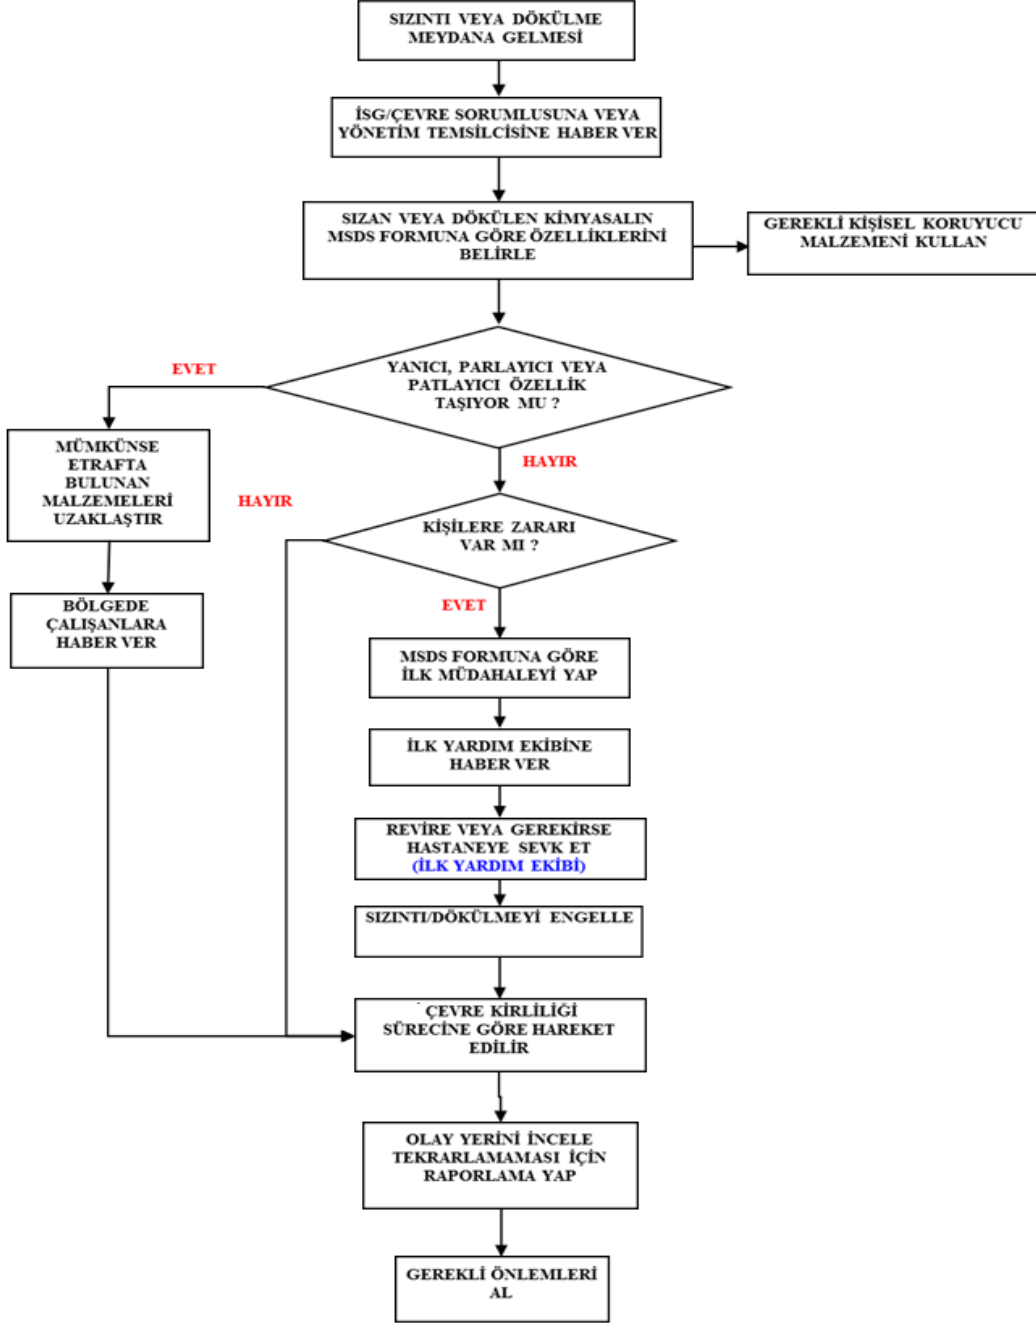 SIZINTI VEYA DÖKÜLME
MEYDANA GELMESİ
İSG/ÇEVRE SORUMLUSUNA VEYA
YÖNETİM TEMSİLCİSİNE HABER VER
SIZAN VEYA DÖKÜLEN KİMYASALIN
MSDS FORMUNA GÖRE ÖZELLİKLERİNİ
BELİRLE
GEREKLİ KİŞİSEL KORUYUCU
MALZEMENİ KULLAN
YANICI, PARLAYICI VEYA
PATLAYICI ÖZELLİK
TAŞIYOR MU ?
EVET
MÜMKÜNSE
ETRAFTA
BULUNAN
MALZEMELERİ
UZAKLAŞTIR
BÖLGEDE
ÇALIŞANLARA
HABER VER
HAYIR
HAYIR
KİŞİLERE ZARARI
VAR MI ?
EVET
MSDS FORMUNA GÖRE
İLK MÜDAHALEYİ YAP
İLK YARDIM EKİBİNE
HABER VER
REVİRE VEYA GEREKİRSE
HASTANEYE SEVK ET
(İLK YARDIM EKİBİ)
SIZINTI/DÖKÜLMEYİ ENGELLE
ÇEVRE KİRLİLİĞİ
SÜRECİNE GÖRE HAREKET
EDİLİR
OLAY YERİNİ İNCELE
TEKRARLAMAMASI İÇİN
RAPORLAMA YAP
GEREKLİ ÖNLEMLERİ
AL